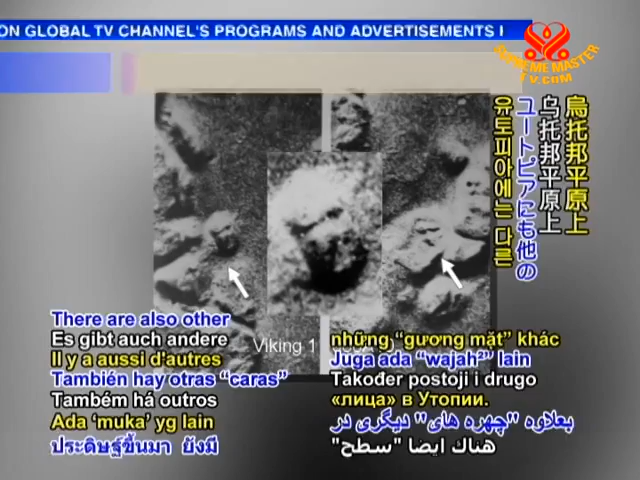 ON GLOBAL TV CHANNEL'S PROGRAMS AND ADVERTISEMENTS
SUPREME MASTER
TV.COM
烏托邦平原上
乌托邦平原上
ユートピアにも他の
유토피아에는 다른
Viking 1
There are also other
Es gibt auch andere
Il y a aussi d'autres
También hay otras “caras”
Também há outros
Ada ‘muka’ yg lain
ประดิษฐ์ขึ้นมา ยังมี
những “gương mặt” khác
Juga ada “wajah²” lain
Također postoji i drugo
«лица» в Утопии.
بعلاوه "چهره های" دیگری در
هناك ايضا "سطح"